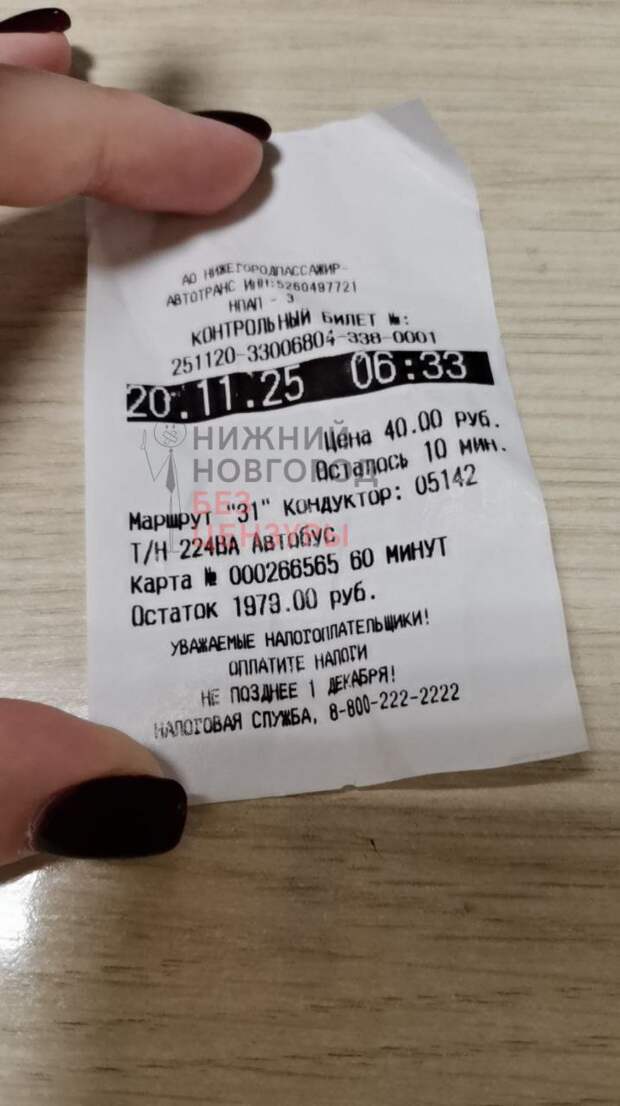 АО НИЖЕГОРОДПАССАЖИР-
АВТОТРАНС ИНН:5260497721
НПАП - 3
КОНТРОЛЬНЫЙ БИЛЕТ №:
251120-33006804-338-0001
20.11.25 06:33
Цена 40.00 РУБ.
Осталось 10 мин.
НИЖНИЙ
НОВГОРОД
БЕЗ
ЦЕНЗУРЫ
Маршрут "31" Кондуктор: 05142
Т/Н 224ВА Автобус
Карта № 000266565 60 МИНУТ
Остаток 1979.00 руб.
УВАЖАЕМЫЕ НАЛОГОПЛАТЕЛЬЩИКИ!
ОПЛАТИТЕ НАЛОГИ
НЕ ПОЗДНЕЕ 1 ДЕКАБРЯ!
НАЛОГОВАЯ СЛУЖБА, 8-800-222-2222